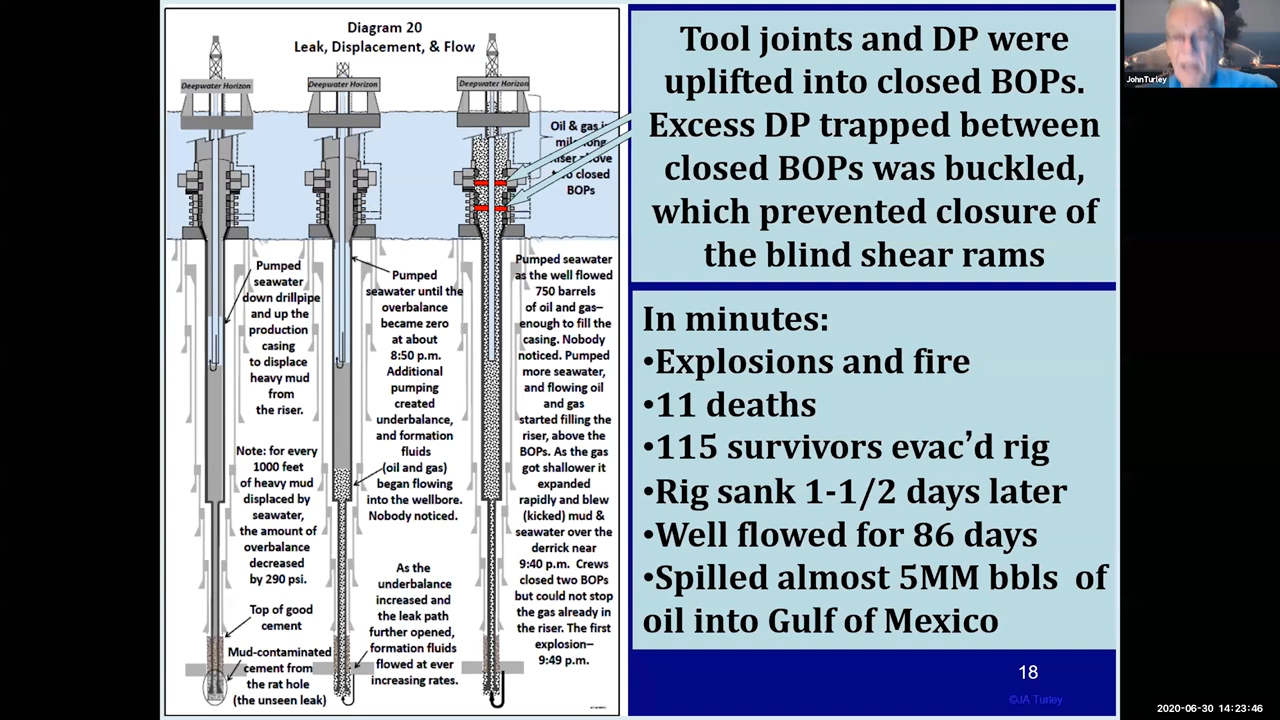 Diagram 20
Leak, Displacement, & Flow
Deepwater Horizon
Deepwater Horizon
Deepwater Horizon
Oil & gas in
mile long
riser above
two closed
BOPs
Pumped
seawater
down drillpipe
and up the
production
casing
to displace
heavy mud
from
the riser.
Note: for every
1000 feet
of heavy mud
displaced by
seawater,
the amount of
overbalance
decreased
by 290 psi.
Top of good
cement
Mud-contaminated
cement from
the rat hole
(the unseen leak)
Pumped
seawater until the
overbalance
became zero
at about
8:50 p.m.
Additional
pumping
created
underbalance,
and formation
fluids
(oil and gas)
began flowing
into the wellbore.
Nobody noticed.
As the
underbalance
increased and
the leak path
further opened,
formation fluids
flowed at ever
increasing rates.
Pumped seawater
as the well flowed
750 barrels
of oil and gas–
enough to fill the
casing. Nobody
noticed. Pumped
more seawater,
and flowing oil
and gas
started filling the
riser, above the
BOPs. As the gas
got shallower it
expanded
rapidly and blew
(kicked) mud &
seawater over the
derrick near
9:40 p.m. Crews
closed two BOPs
but could not stop
the gas already in
the riser. The first
explosion–
9:49 p.m.
Tool joints and DP were
uplifted into closed BOPs.
Excess DP trapped between
closed BOPs was buckled,
which prevented closure of
the blind shear rams
In minutes:
•Explosions and fire
•11 deaths
•115 survivors evac’d rig
•Rig sank 1-1/2 days later
•Well flowed for 86 days
•Spilled almost 5MM bbls of
oil into Gulf of Mexico
18
©JA Turley
JohnTurley
2020-06-30 14:23:46